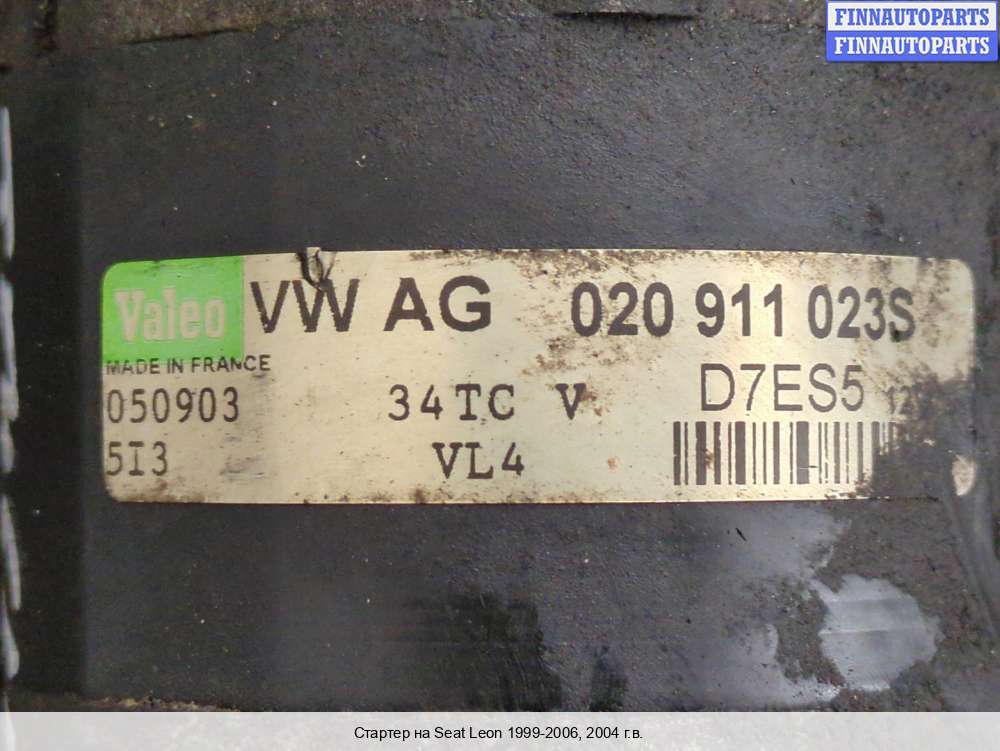 FINNAUTOPARTS
FINNAUTOPARTS
Valeo VW AG 020 911 023S
MADE IN FRANCE
050903 34TC V D7ES5
5I3 VL4
Стартер на Seat Leon 1999-2006, 2004 г.в.